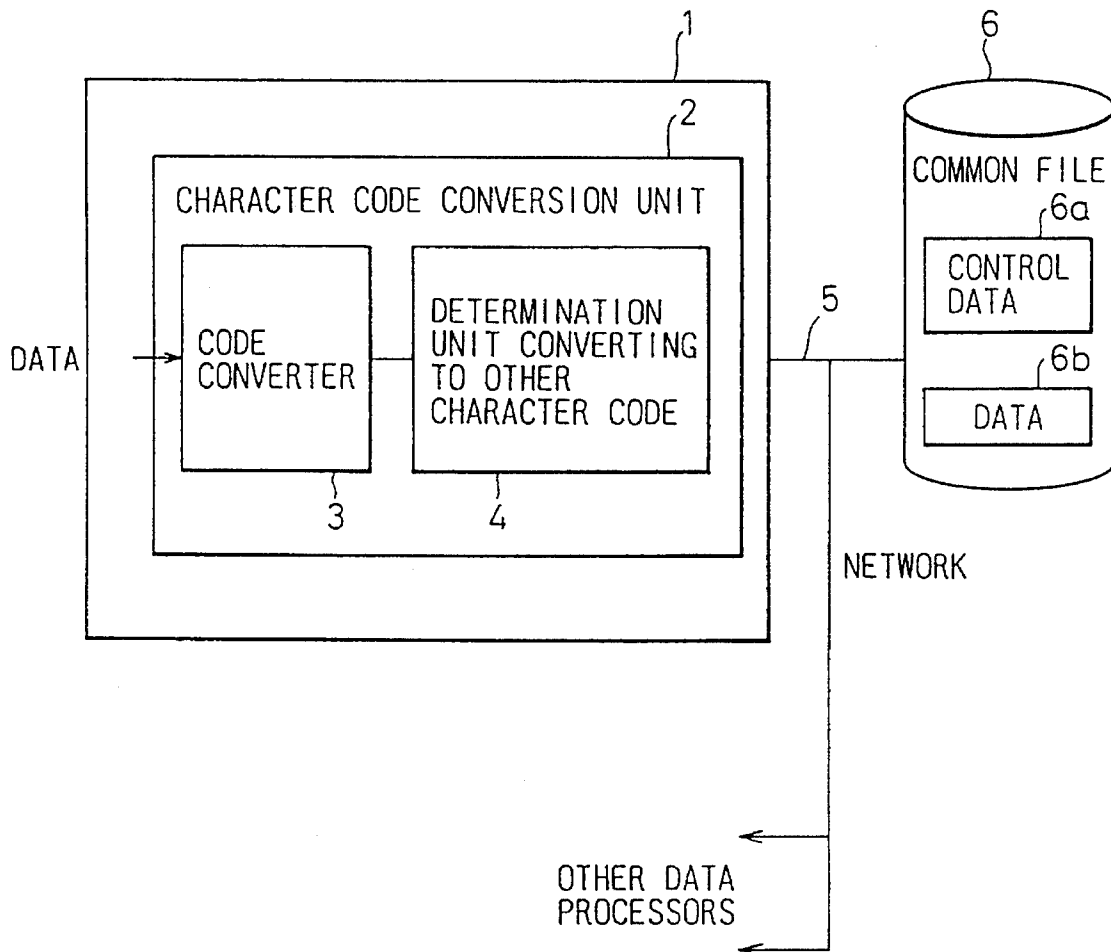 1
6
2
COMMON FILE
CHARACTER CODE CONVERSION UNIT
6a
CONTROL
DATA
DATA
CODE
CONVERTER
DETERMINATION
UNIT CONVERTING
TO OTHER
CHARACTER CODE
5
6b
DATA
3
4
NETWORK
OTHER DATA
PROCESSORS